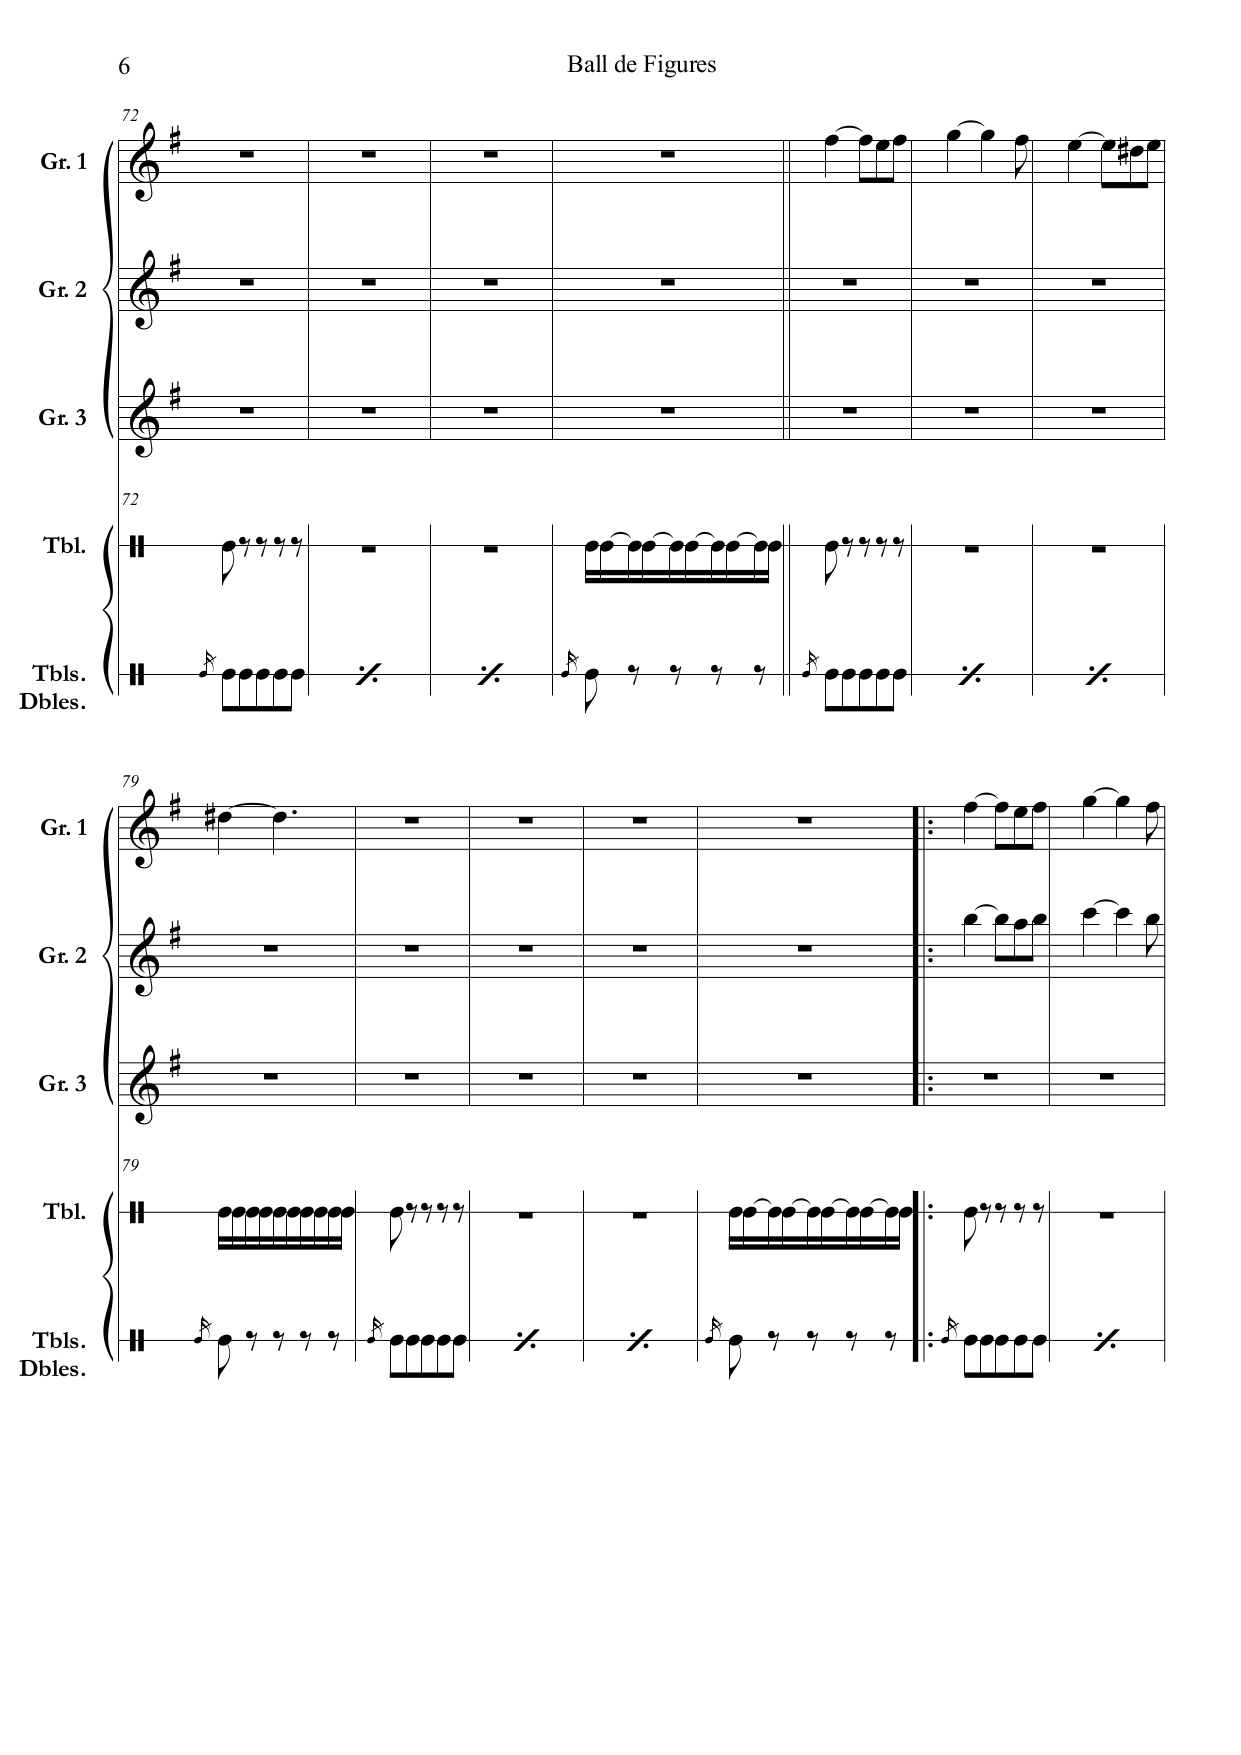 6
Ball de Figures
72
Gr. 1
Gr. 2
Gr. 3
72
Tbl.
Tbls.
Dbles.
79
Gr. 1
Gr. 2
Gr. 3
79
Tbl.
Tbls.
Dbles.